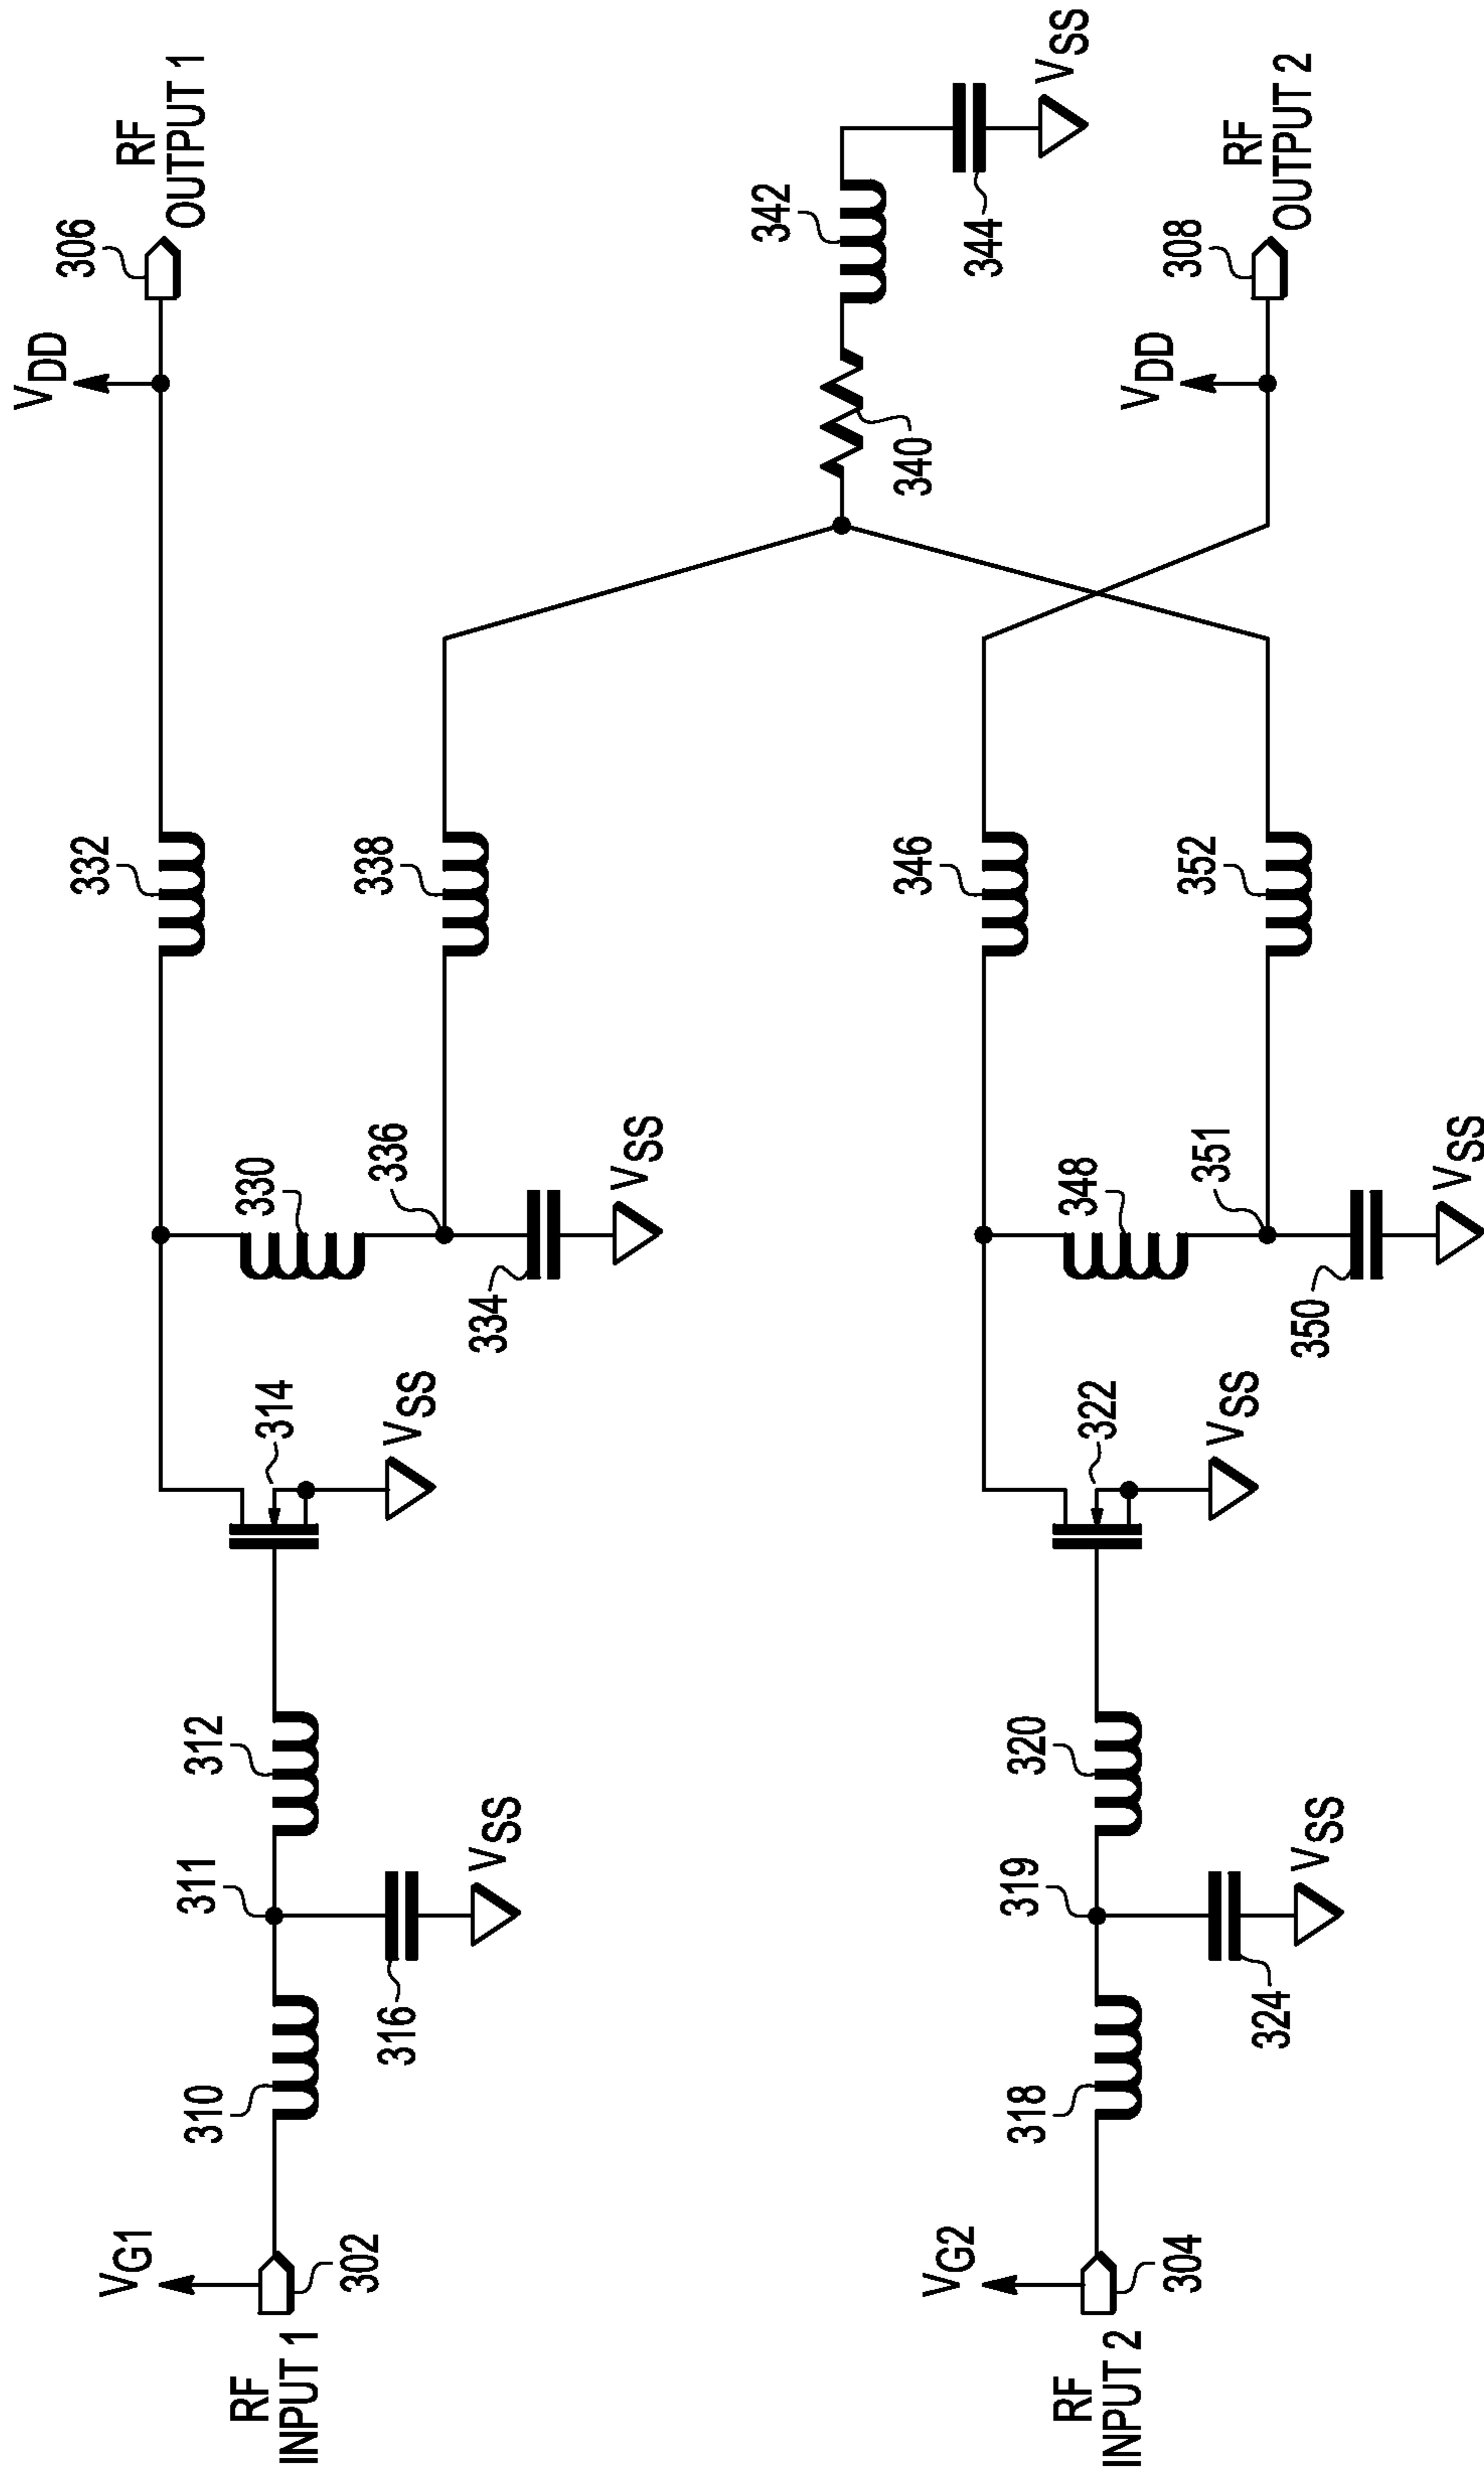 VDD
306
RF
OUTPUT 1
332
330
336
338
334
VSS
314
VSS
VG1
310
311
312
316
VSS
RF
INPUT 1
302
342
340
344
VSS
VDD
308
RF
OUTPUT 2
346
348
351
352
350
VSS
322
VSS
VG2
318
319
320
324
VSS
RF
INPUT 2
304